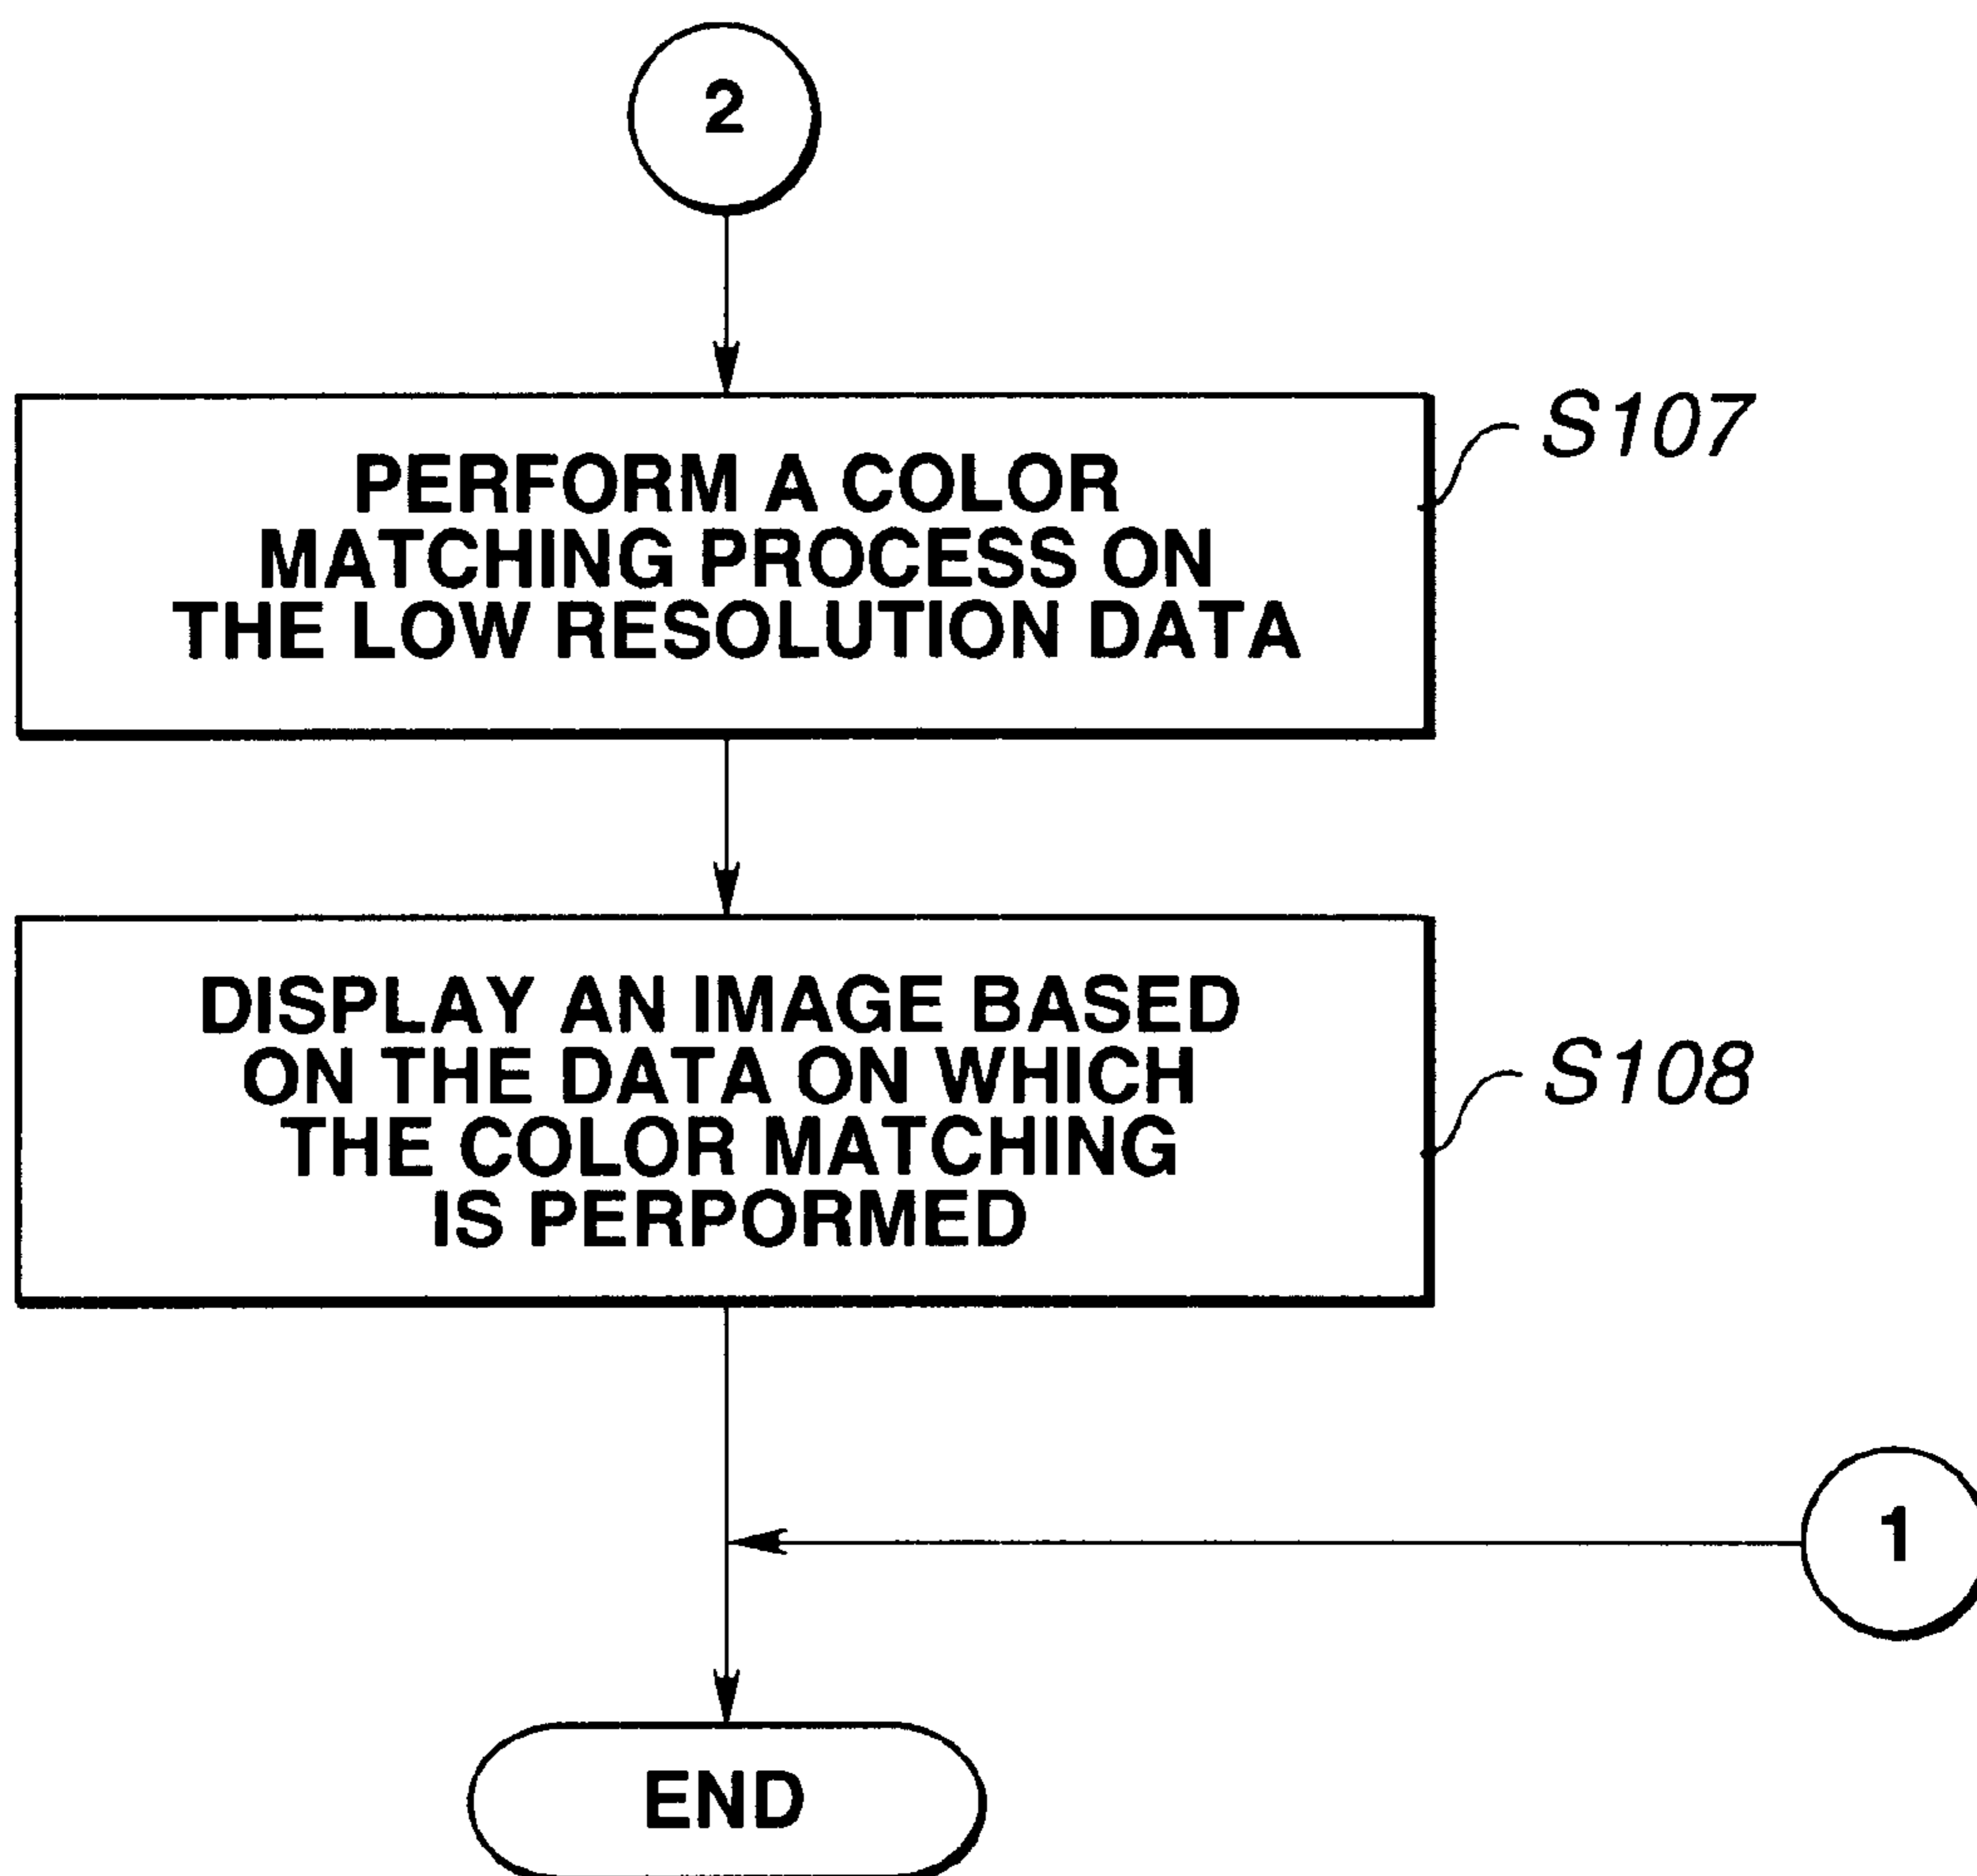 2
PERFORM A COLOR
MATCHING PROCESS ON
THE LOW RESOLUTION DATA
S107
DISPLAY AN IMAGE BASED
ON THE DATA ON WHICH
THE COLOR MATCHING
IS PERPORMED
S108
1
END